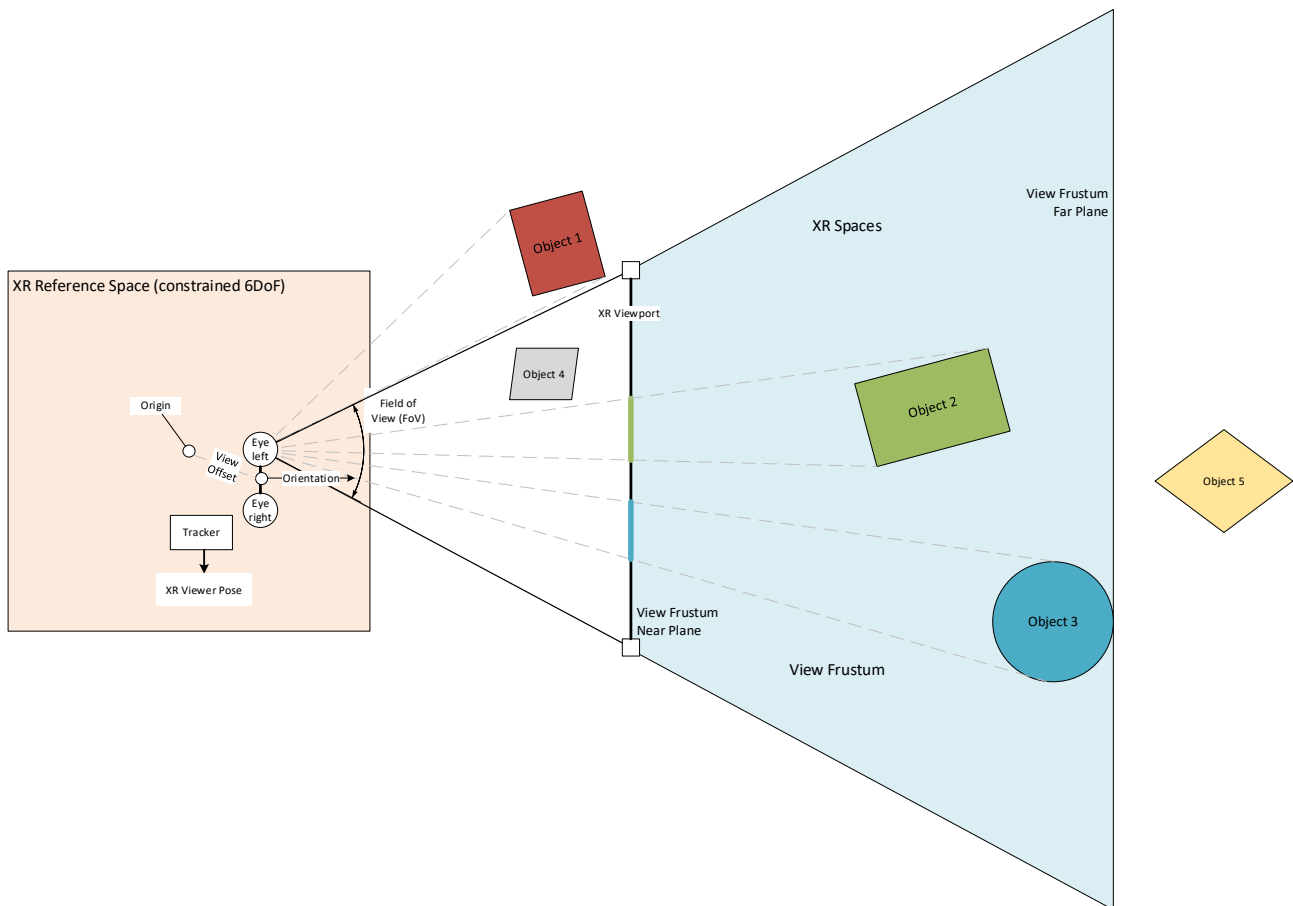 View Frustum
Far Plane
XR Spaces
Object 1
XR Reference Space (constrained 6DoF)
XR Viewport
Object 4
Object 2
Field of
View (FoV)
Origin
Eye
left
View
Offset
Orientation
Object 5
Eye
right
Tracker
XR Viewer Pose
View Frustum
Near Plane
Object 3
View Frustum